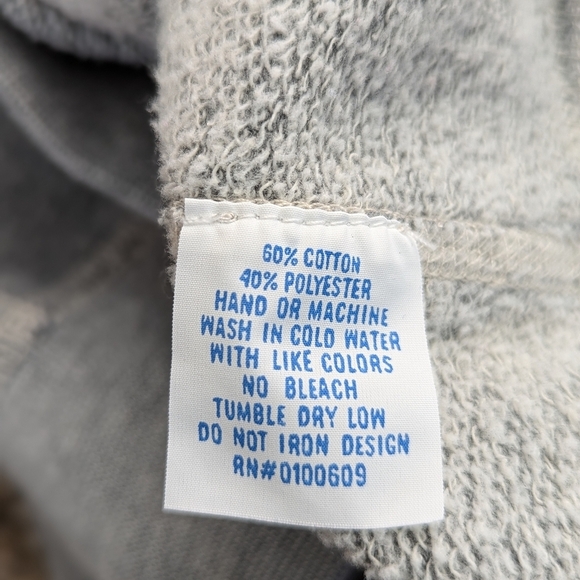 60% COTTON
40% POLYESTER
HAND OR MACHINE
WASH IN COLD WATER
WITH LIKE COLORS
NO BLEACH
TUMBLE DRY LOW
DO NOT IRON DESIGN
RN#0100609